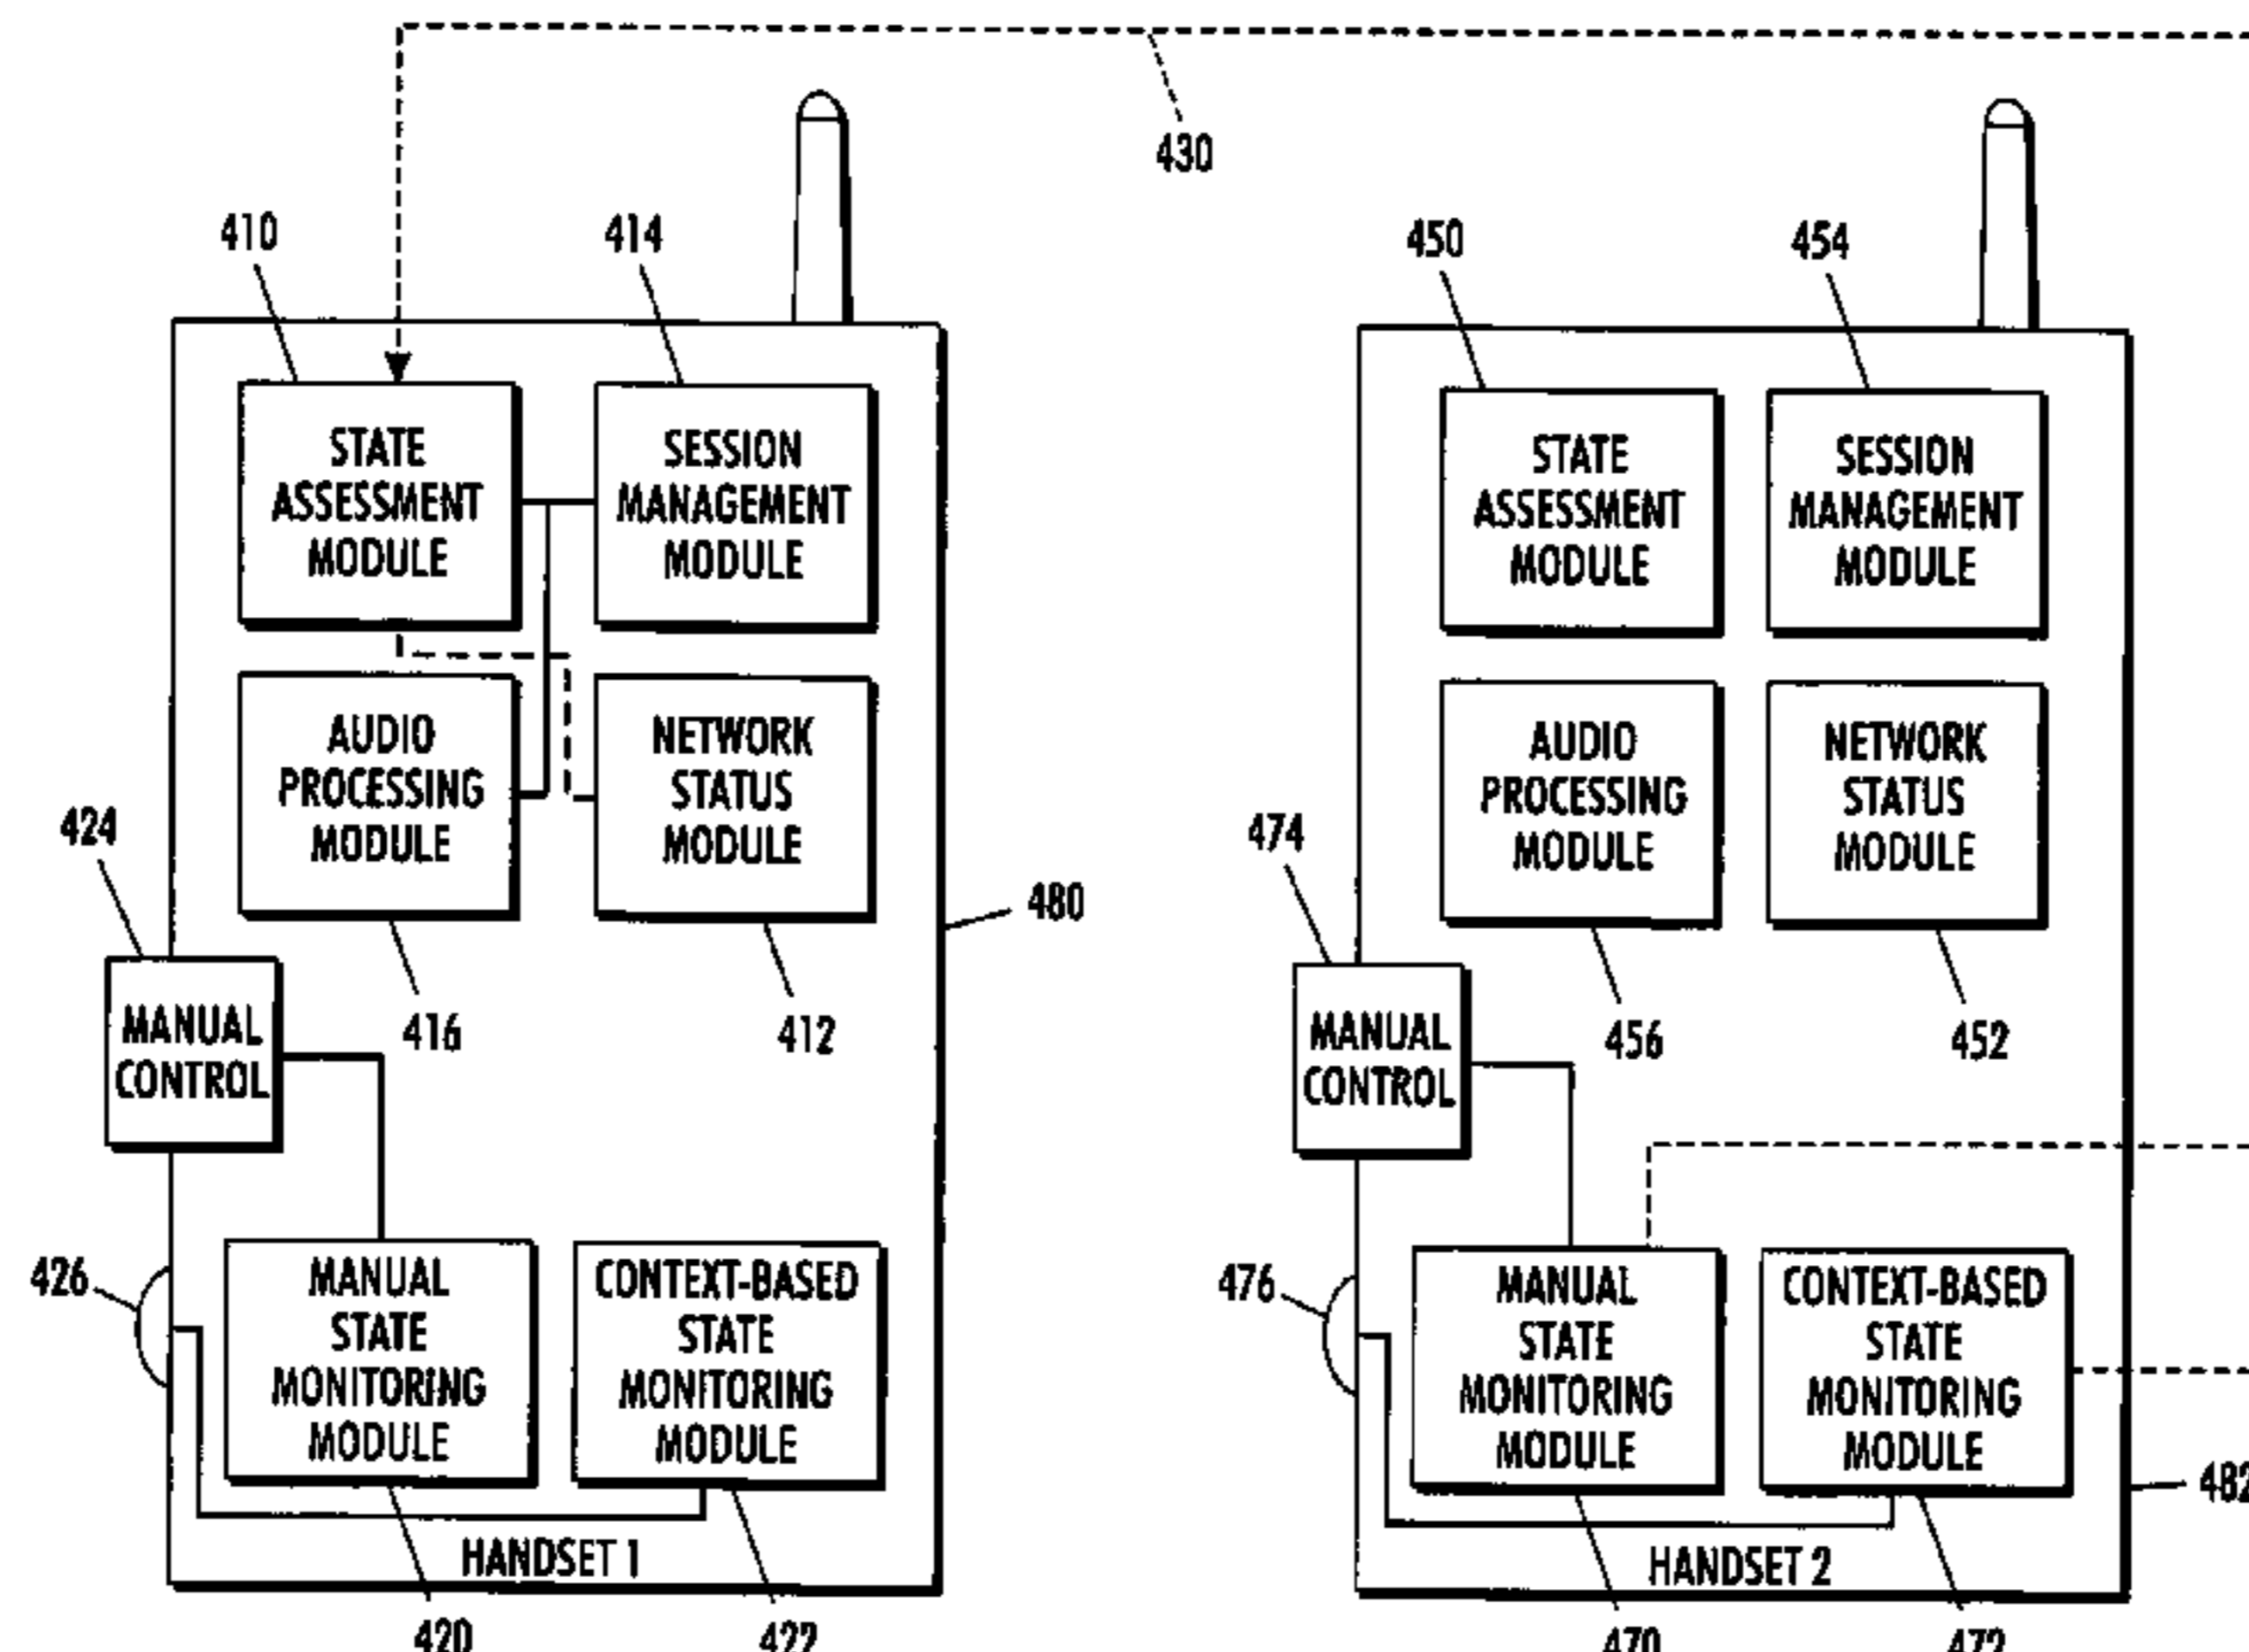 430
410
414
STATE
ASSESSMENT
MODULE
SESSION
MANAGEMENT
MODULE
AUDIO
PROCESSING
MODULE
NETWORK
STATUS
MODULE
424
480
416
412
MANUAL
CONTROL
426
MANUAL
STATE
MONITORING
MODULE
CONTEXT-BASED
STATE
MONITORING
MODULE
HANDSET 1
420
422
450
454
STATE
ASSESSMENT
MODULE
SESSION
MANAGEMENT
MODULE
AUDIO
PROCESSING
MODULE
NETWORK
STATUS
MODULE
474
456
452
MANUAL
CONTROL
476
MANUAL
STATE
MONITORING
MODULE
CONTEXT-BASED
STATE
MONITORING
MODULE
482
HANDSET 2
470
472